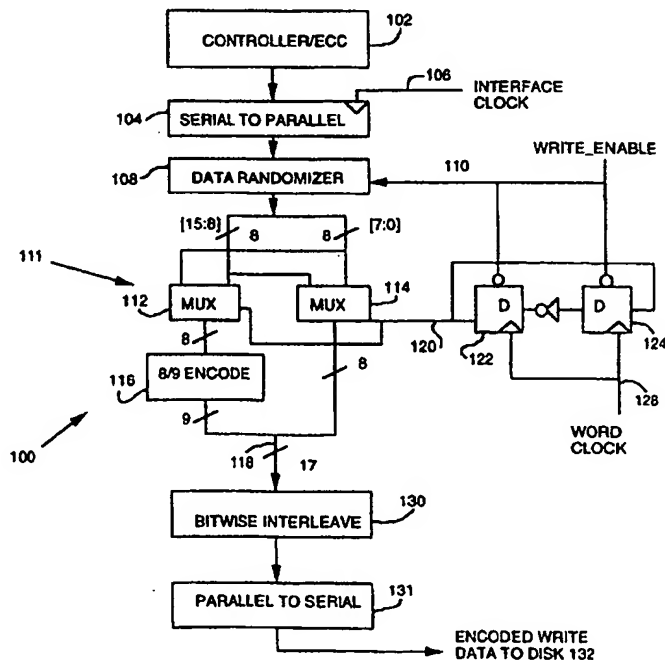 CONTROLLER/ECC
102
106
INTERFACE
CLOCK
104
SERIAL TO PARALLEL
WRITE_ENABLE
108
DATA RANDOMIZER
110
[15:8]
8
8
[7:0]
111
112
MUX
MUX
114
D
D
120
122
124
8
8
116
8/9 ENCODE
128
9
WORD
CLOCK
100
118
17
BITWISE INTERLEAVE
130
PARALLEL TO SERIAL
131
ENCODED WRITE
DATA TO DISK 132